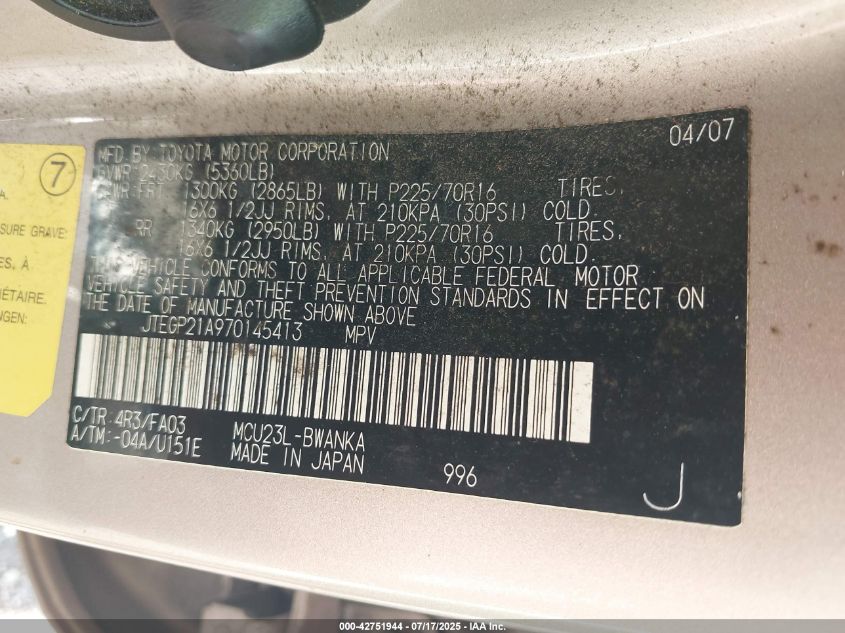 04/07
MFD. BY TOYOTA MOTOR CORPORATION
GVWR 2430KG (5360LB)
GAWR FRT 1300KG (2865LB) WITH P225/70R16 TIRES,
16X6 1/2JJ RIMS, AT 210KPA (30PSI) COLD.
RR 1340KG (2950LB) WITH P225/70R16 TIRES,
16X6 1/2JJ RIMS, AT 210KPA (30PSI) COLD.
THIS VEHICLE CONFORMS TO ALL APPLICABLE FEDERAL MOTOR
VEHICLE SAFETY AND THEFT PREVENTION STANDARDS IN EFFECT ON
THE DATE OF MANUFACTURE SHOWN ABOVE.
JTEGP21A970145413 MPV
C/TR: 4R3/FA03 MCU23L-BWANKA
A/TM: -04A/U151E MADE IN JAPAN 996
J
7
A.
SURE GRAVE:
ES, À
IÉTAIRE.
NGEN:
000-42751944 - 07/17/2025 - IAA Inc.